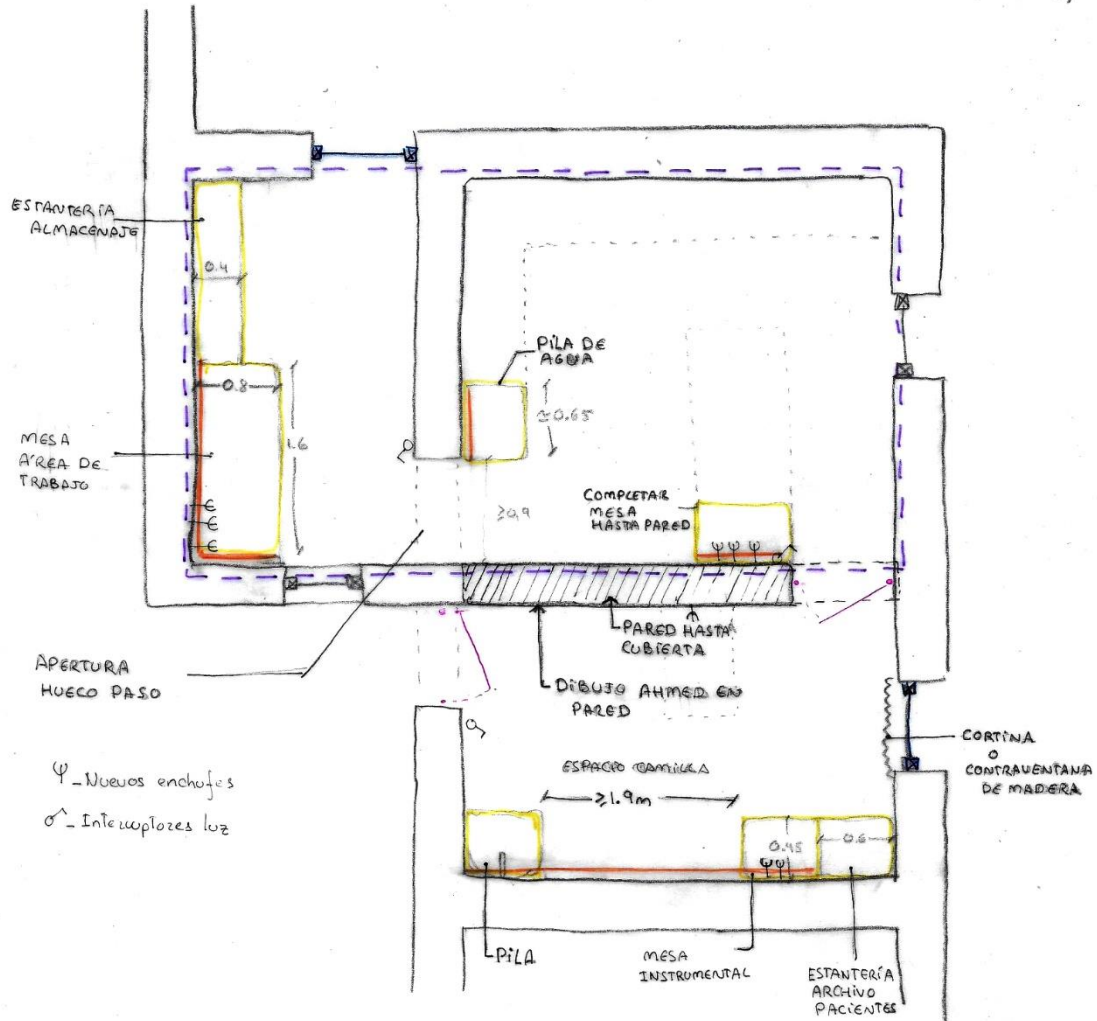 ESTANTERÍA
ALMACENAJE
0.4
PILA DE
AGUA
0.8
≃0.65
1.6
MESA
ÁREA DE
TRABAJO
≥0.9
COMPLETAR
MESA
HASTA PARED
PARED HASTA
CUBIERTA
APERTURA
HUECO PASO
DIBUJO AHMED EN
PARED
CORTINA
O
CONTRAVENTANA
DE MADERA
ESPACIO CAMILLA
≥1.9m
Ψ_Nuevos enchufes
Interruptores luz
0.45
0.6
PILA
MESA
INSTRUMENTAL
ESTANTERÍA
ARCHIVO
PACIENTES